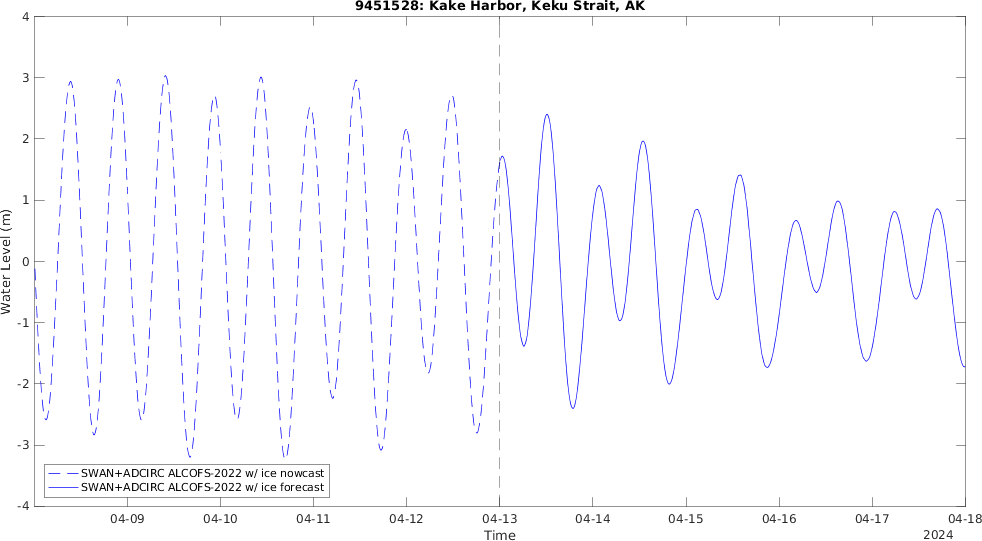 9451528: Kake Harbor, Keku Strait, AK
Water Level (m)
4
3
2
1
0
-1
-2
-3
-4
SWAN+ADCIRC ALCOFS-2022 w/ ice nowcast
SWAN+ADCIRC ALCOFS-2022 w/ ice forecast
04-09 04-10 04-11 04-12 04-13 04-14 04-15 04-16 04-17 04-18
Time
2024